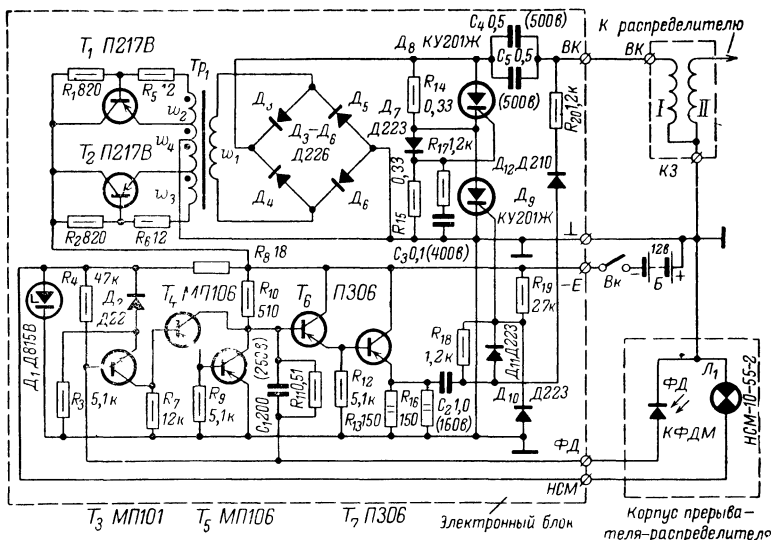 C₄ 0,5 (500в)
К распределителю
Д₈ КУ201Ж
ВК
ВК
T₁ П217В
Тр₁
C₅ 0,5
(500в)
R₁ 820
R₅ 12
w₂
Д₃
Д₅
R₁₄
0,33
Д₇
Д223
R₂₀ 1,2к
I
II
T₂ П217В
w₄
w₁
Д₃-Д₆
Д226
R₁₇ 1,2к
Д₁₂ Д210
КЗ
w₃
Д₄
Д₆
0,33
R₁₅
Д₉
КУ201Ж
R₂ 820
R₆ 12
C₃ 0,1 (400в)
⊥
R₈ 18
12в
R₄
47к
T₄ МП106
R₁₀
510
T₆
П306
R₁₉
27к
-E
Вк
- Б +
Д₂
Д22
Д₁ Д815В
R₁₈
1,2к
Д₁₁ Д223
R₃
5,1к
R₇
12к
R₉
5,1к
C₁ 200 (250в)
R₁₁ 0,51
R₁₂
5,1к
R₁₃ 150
R₁₆
150
C₂ 1,0
(160в)
Д₁₀
Д223
Л₁
ФД
КФДМ
НСМ-10-55-2
ФД
НСМ
T₃ МП101
T₅ МП106
T₇ П306
Электронный блок
Корпус прерыва-
теля-распределителя